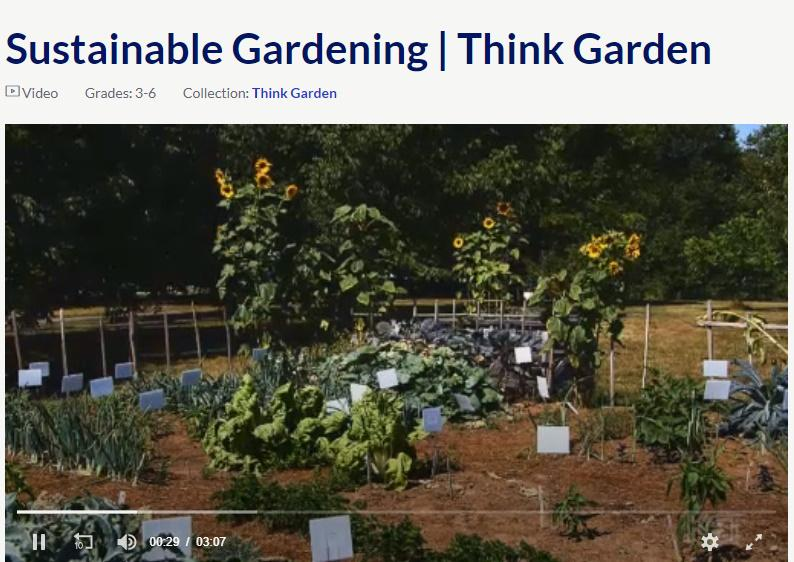 Sustainable Gardening | Think Garden
Video Grades: 3-6 Collection: Think Garden
10 00:29 / 03:07